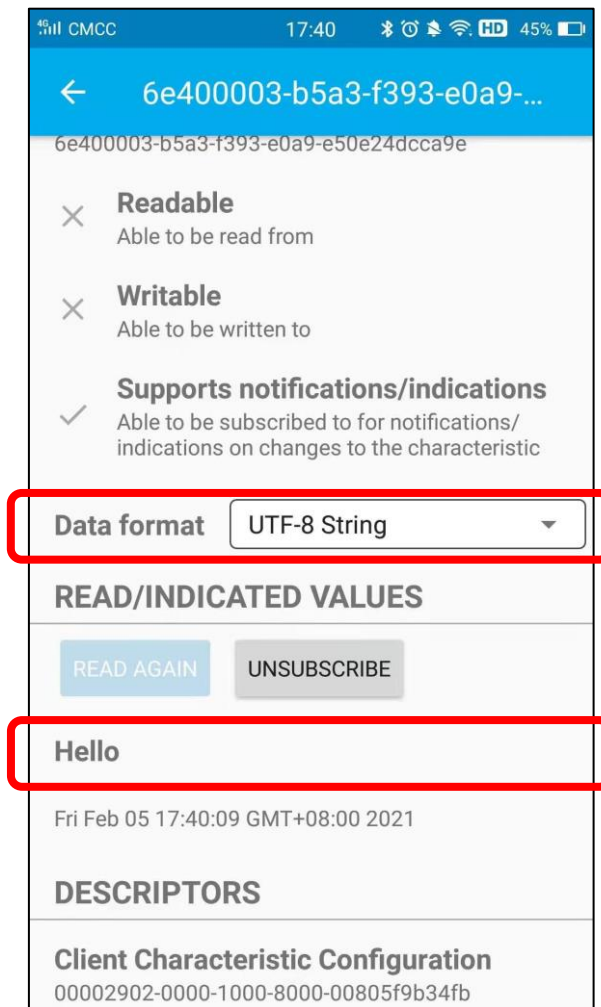 4G CMCC 17:40 HD 45%
6e400003-b5a3-f393-e0a9-...
6e400003-b5a3-f393-e0a9-e50e24dcca9e
Readable
Able to be read from
Writable
Able to be written to
Supports notifications/indications
Able to be subscribed to for notifications/
indications on changes to the characteristic
Data format UTF-8 String
READ/INDICATED VALUES
READ AGAIN UNSUBSCRIBE
Hello
Fri Feb 05 17:40:09 GMT+08:00 2021
DESCRIPTORS
Client Characteristic Configuration
00002902-0000-1000-8000-00805f9b34fb